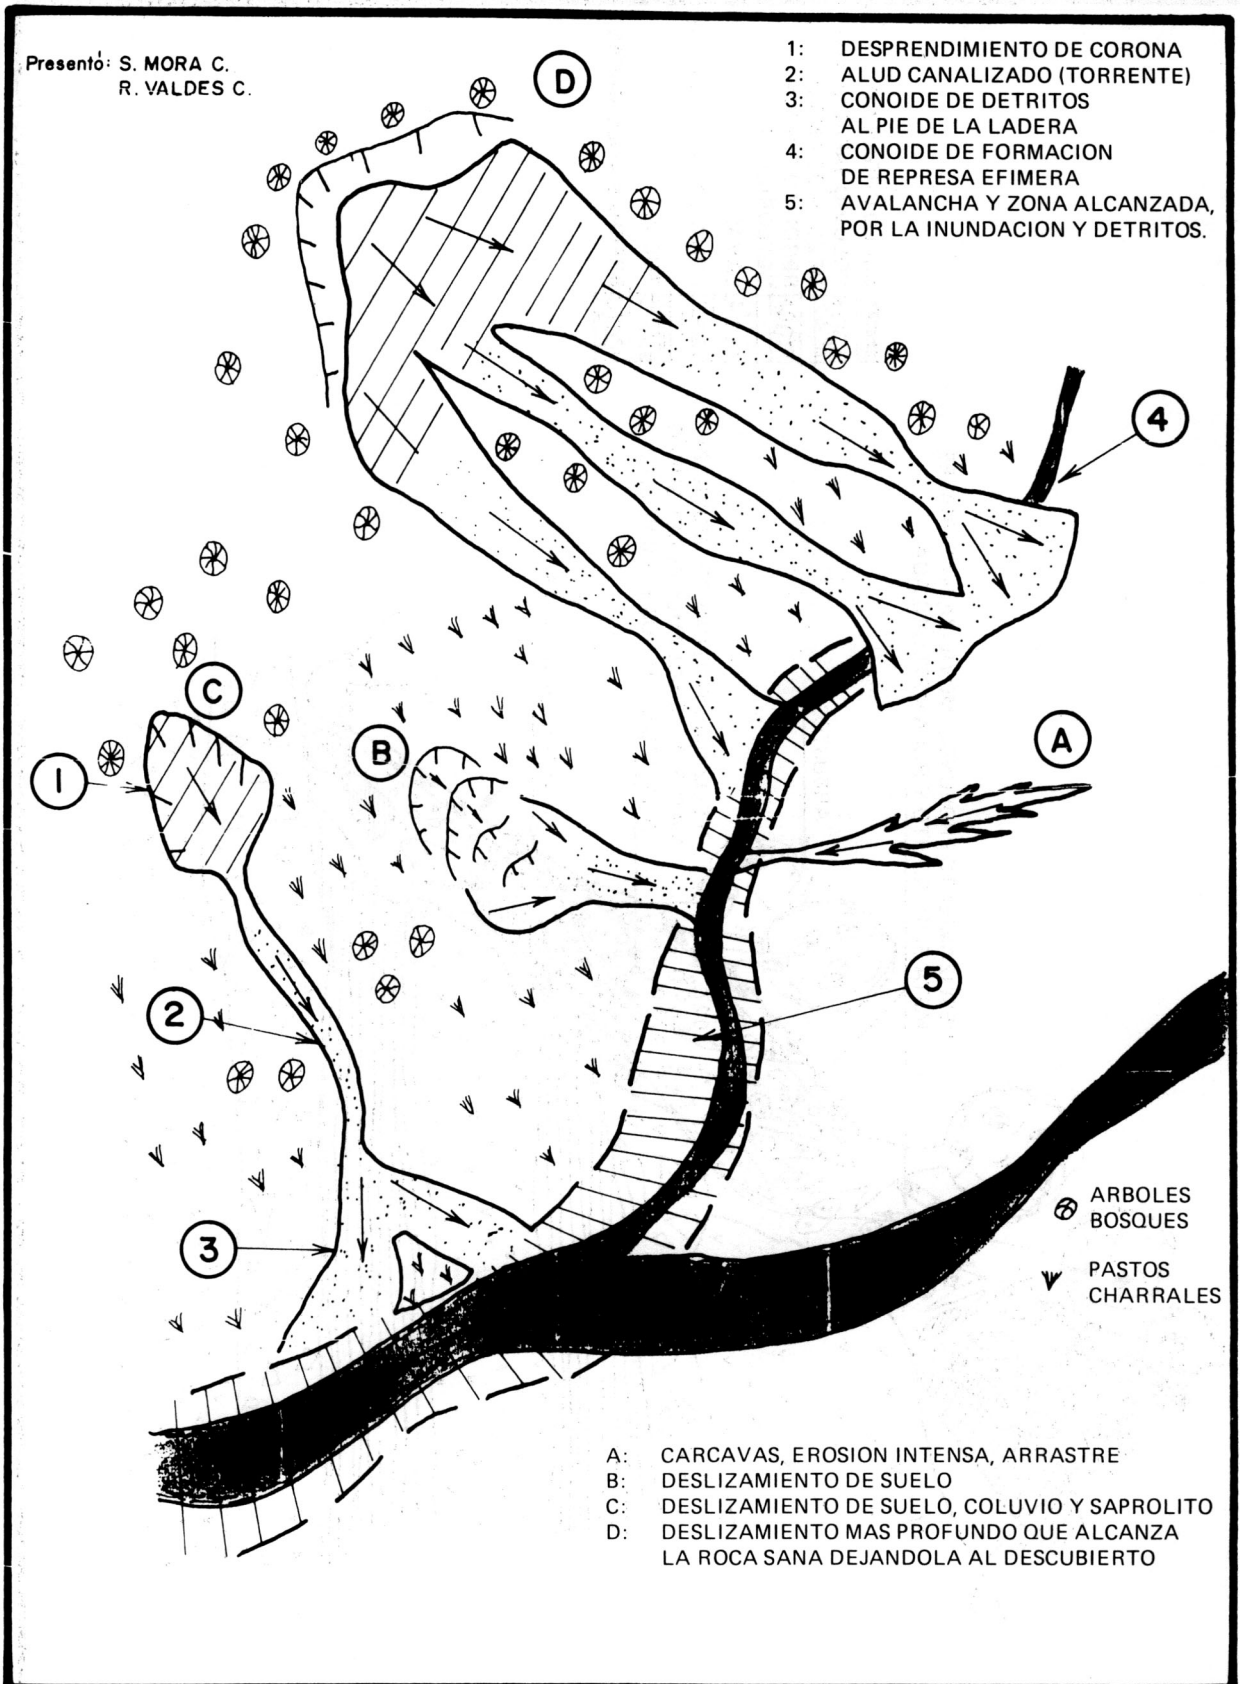 Presentó: S. MORA C.
R. VALDES C.
1: DESPRENDIMIENTO DE CORONA
2: ALUD CANALIZADO (TORRENTE)
3: CONOIDE DE DETRITOS
AL PIE DE LA LADERA
4: CONOIDE DE FORMACION
DE REPRESA EFIMERA
5: AVALANCHA Y ZONA ALCANZADA,
POR LA INUNDACION Y DETRITOS.
D
4
C
B
A
1
5
2
3
ARBOLES
BOSQUES
PASTOS
CHARRALES
A: CARCAVAS, EROSION INTENSA, ARRASTRE
B: DESLIZAMIENTO DE SUELO
C: DESLIZAMIENTO DE SUELO, COLUVIO Y SAPROLITO
D: DESLIZAMIENTO MAS PROFUNDO QUE ALCANZA
LA ROCA SANA DEJANDOLA AL DESCUBIERTO